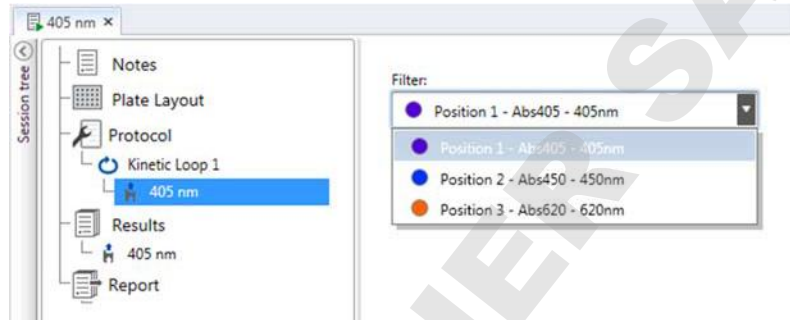 405 nm ×
Session tree
Notes
Plate Layout
Protocol
Kinetic Loop 1
405 nm
Results
405 nm
Report
Filter:
Position 1 - Abs405 - 405nm
Position 1 - Abs405 - 405nm
Position 2 - Abs450 - 450nm
Position 3 - Abs620 - 620nm